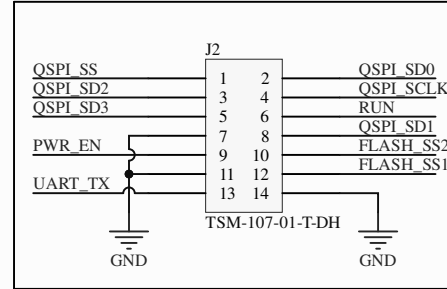 J2
QSPI_SS 1 2 QSPI_SD0
QSPI_SD2 3 4 QSPI_SCLK
QSPI_SD3 5 6 RUN
7 8 QSPI_SD1
PWR_EN 9 10 FLASH_SS2
11 12 FLASH_SS1
UART_TX 13 14
TSM-107-01-T-DH
GND GND